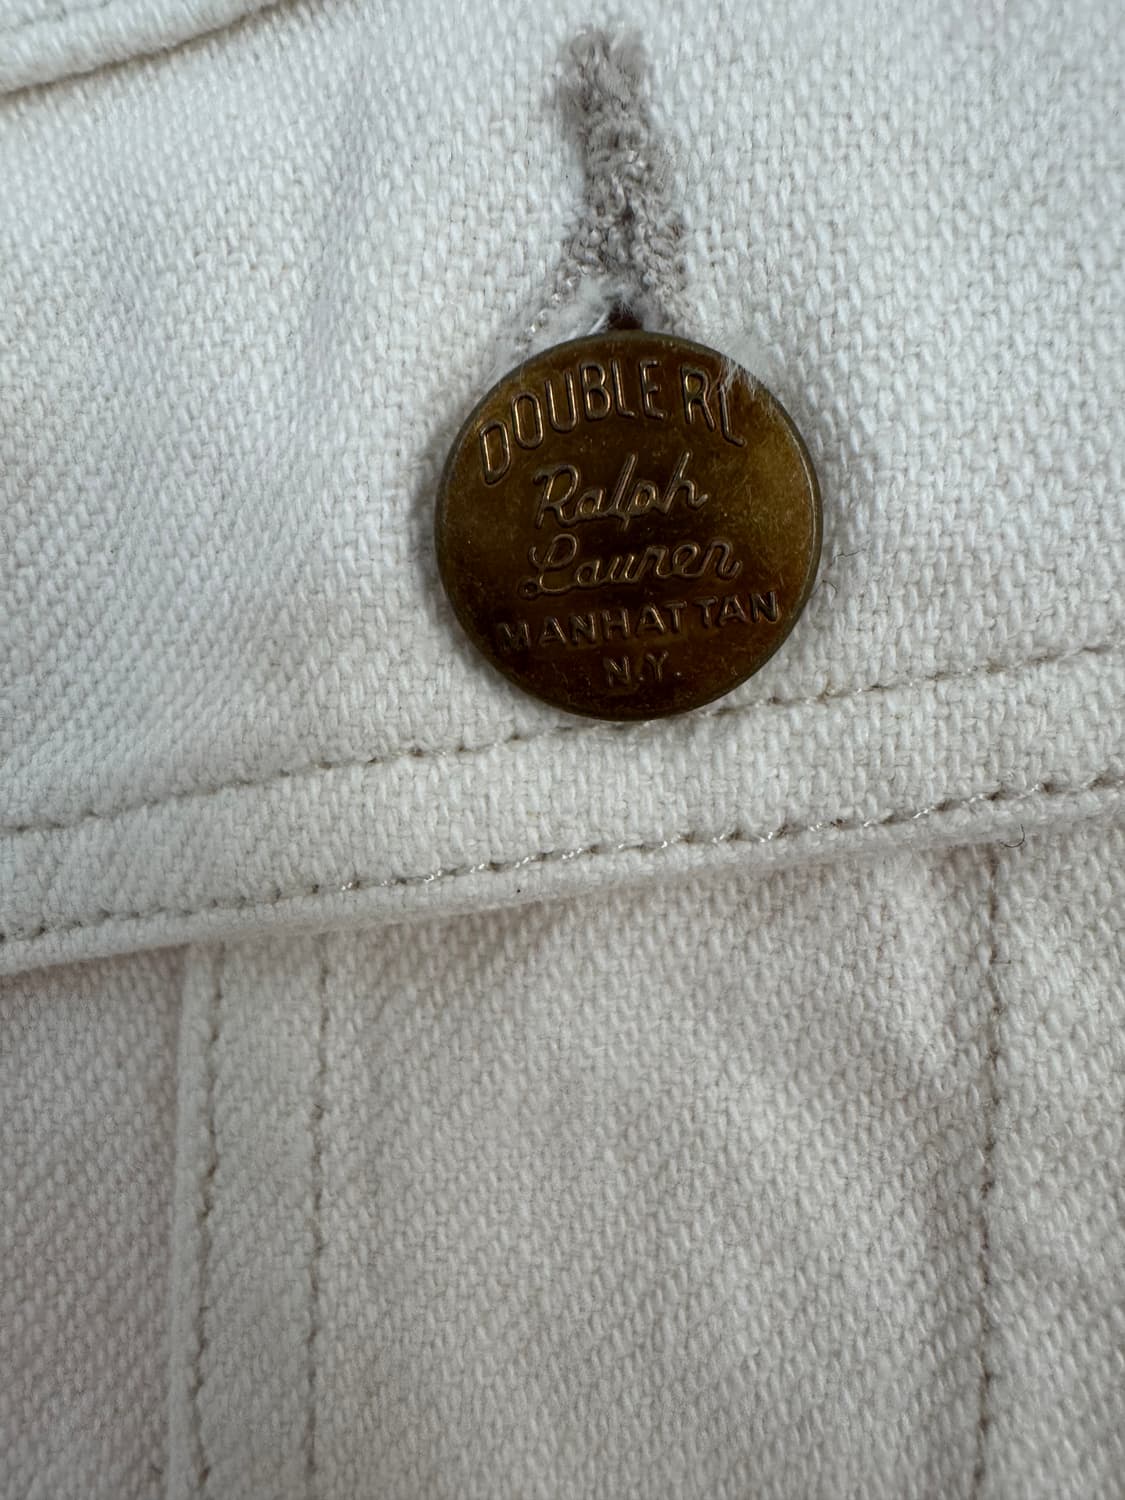 DOUBLE RL
Ralph
Lauren
MANHATTAN
N.Y.